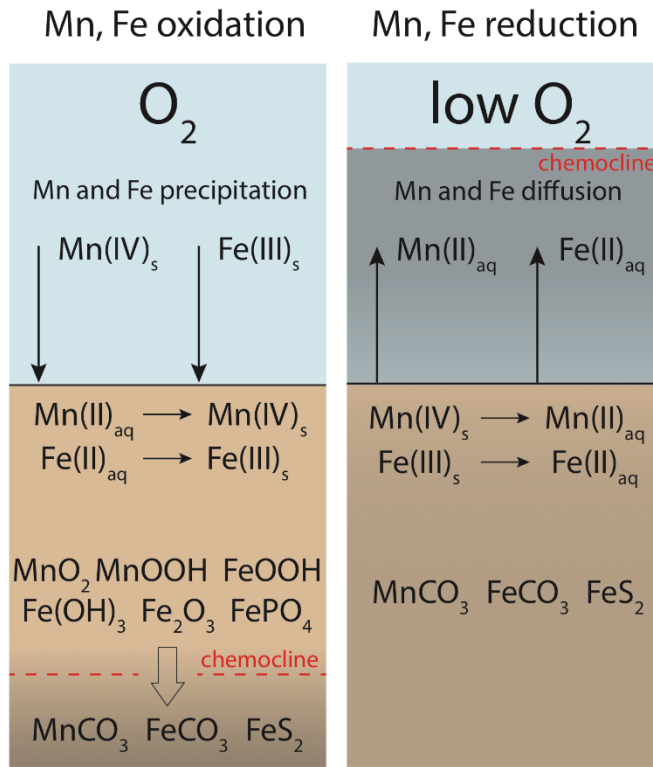 Mn, Fe oxidation
O₂
Mn and Fe precipitation
Mn(IV)ₛ Fe(III)ₛ
Mn(II)aq → Mn(IV)ₛ
Fe(II)aq → Fe(III)ₛ
MnO₂ MnOOH FeOOH
Fe(OH)₃ Fe₂O₃ FePO₄
chemocline
MnCO₃ FeCO₃ FeS₂
Mn, Fe reduction
low O₂
chemocline
Mn and Fe diffusion
Mn(II)aq Fe(II)aq
Mn(IV)ₛ → Mn(II)aq
Fe(III)ₛ → Fe(II)aq
MnCO₃ FeCO₃ FeS₂